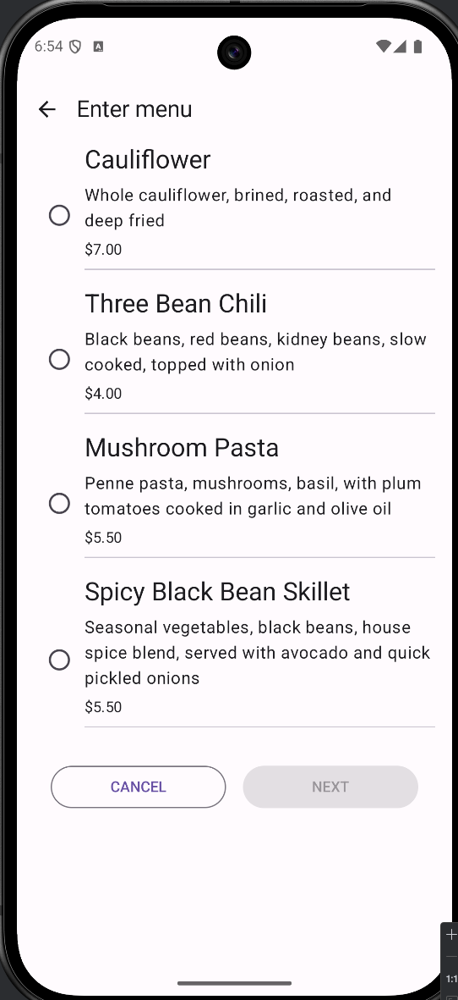 6:54
Enter menu
Cauliflower
Whole cauliflower, brined, roasted, and
deep fried
$7.00
Three Bean Chili
Black beans, red beans, kidney beans, slow
cooked, topped with onion
$4.00
Mushroom Pasta
Penne pasta, mushrooms, basil, with plum
tomatoes cooked in garlic and olive oil
$5.50
Spicy Black Bean Skillet
Seasonal vegetables, black beans, house
spice blend, served with avocado and quick
pickled onions
$5.50
CANCEL NEXT
1:1